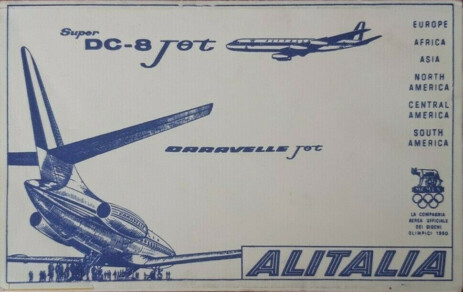 Super
DC-8 Jet
EUROPE
AFRICA
ASIA
NORTH
AMERICA
CENTRAL
AMERICA
SOUTH
AMERICA
CARAVELLE Jet
LA COMPAGNIA
AEREA UFFICIALE
DEI GIOCHI
OLIMPICI 1960
ALITALIA